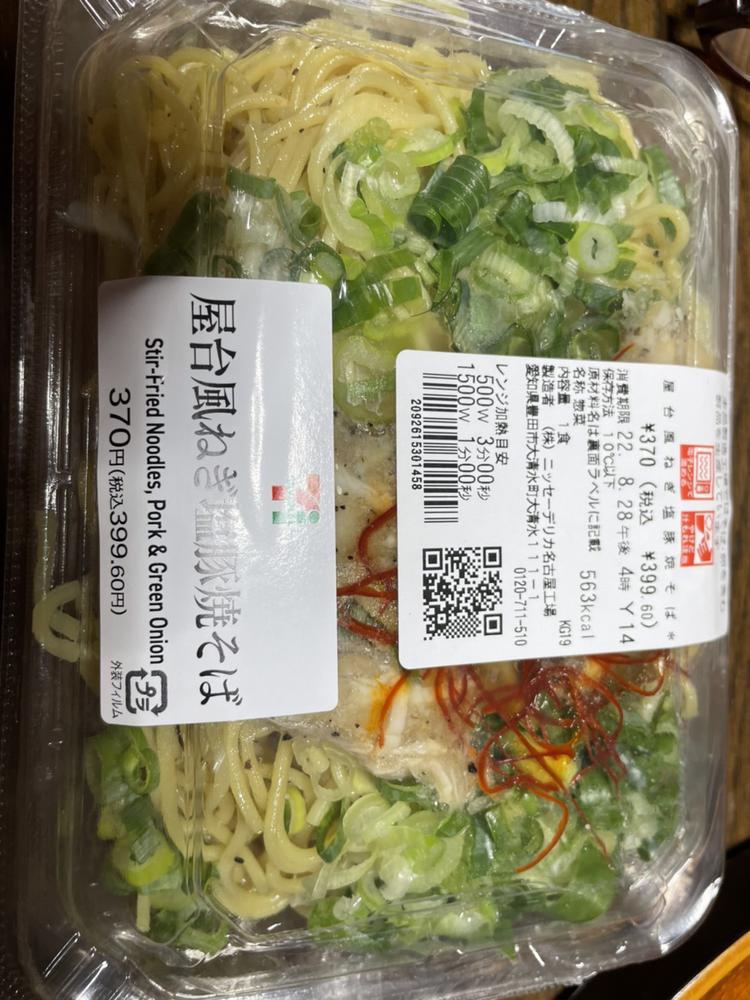 屋台風ねぎ塩豚焼そば
Stir-Fried Noodles, Pork & Green Onion
370円(税込399.60円)
外装フィルム
プラ
屋台風ねぎ塩豚焼そば*
¥370(税込 ¥399.60)
消費期限 22. 8. 28午後 4時 Y14
保存方法 10℃以下
原材料名は裏面ラベルに記載 563kcal
名称 惣菜
内容量 1食 KG19
製造者 (株)ニッセーデリカ名古屋工場
愛知県豊田市大清水町大清水111-1
0120-711-510
レンジ加熱目安
500W 3分00秒
1500W 1分00秒
2092615301458